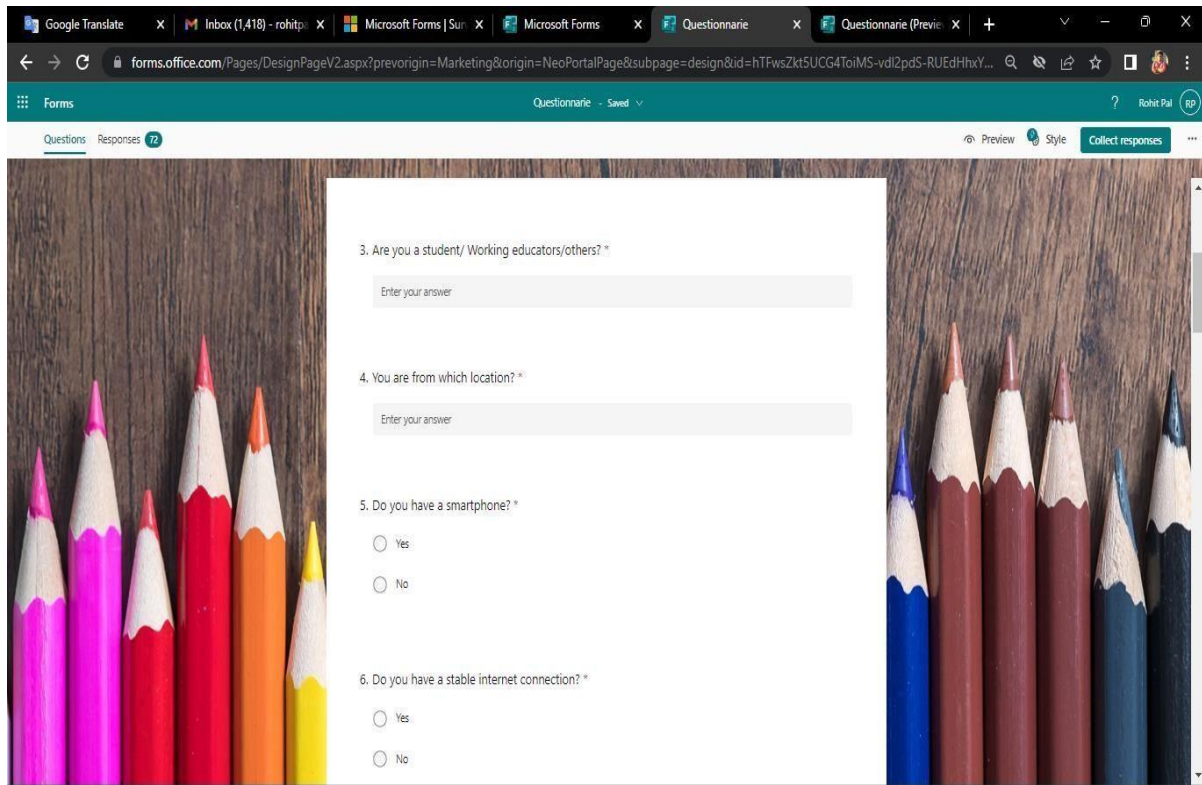 Google Translate
Inbox (1,418) - rohitpa
Microsoft Forms | Sur
Microsoft Forms
Questionnarie
Questionnarie (Previe
forms.office.com/Pages/DesignPageV2.aspx?prevorigin=Marketing&origin=NeoPortalPage&subpage=design&id=hTFwsZkt5UCG4ToiMS-vdI2pdS-RUEdHhxY...
Forms
Questionnarie - Saved
? Rohit Pal RP
Questions Responses 72
Preview Style Collect responses ...
3. Are you a student/ Working educators/others? *
Enter your answer
4. You are from which location? *
Enter your answer
5. Do you have a smartphone? *
Yes
No
6. Do you have a stable internet connection? *
Yes
No